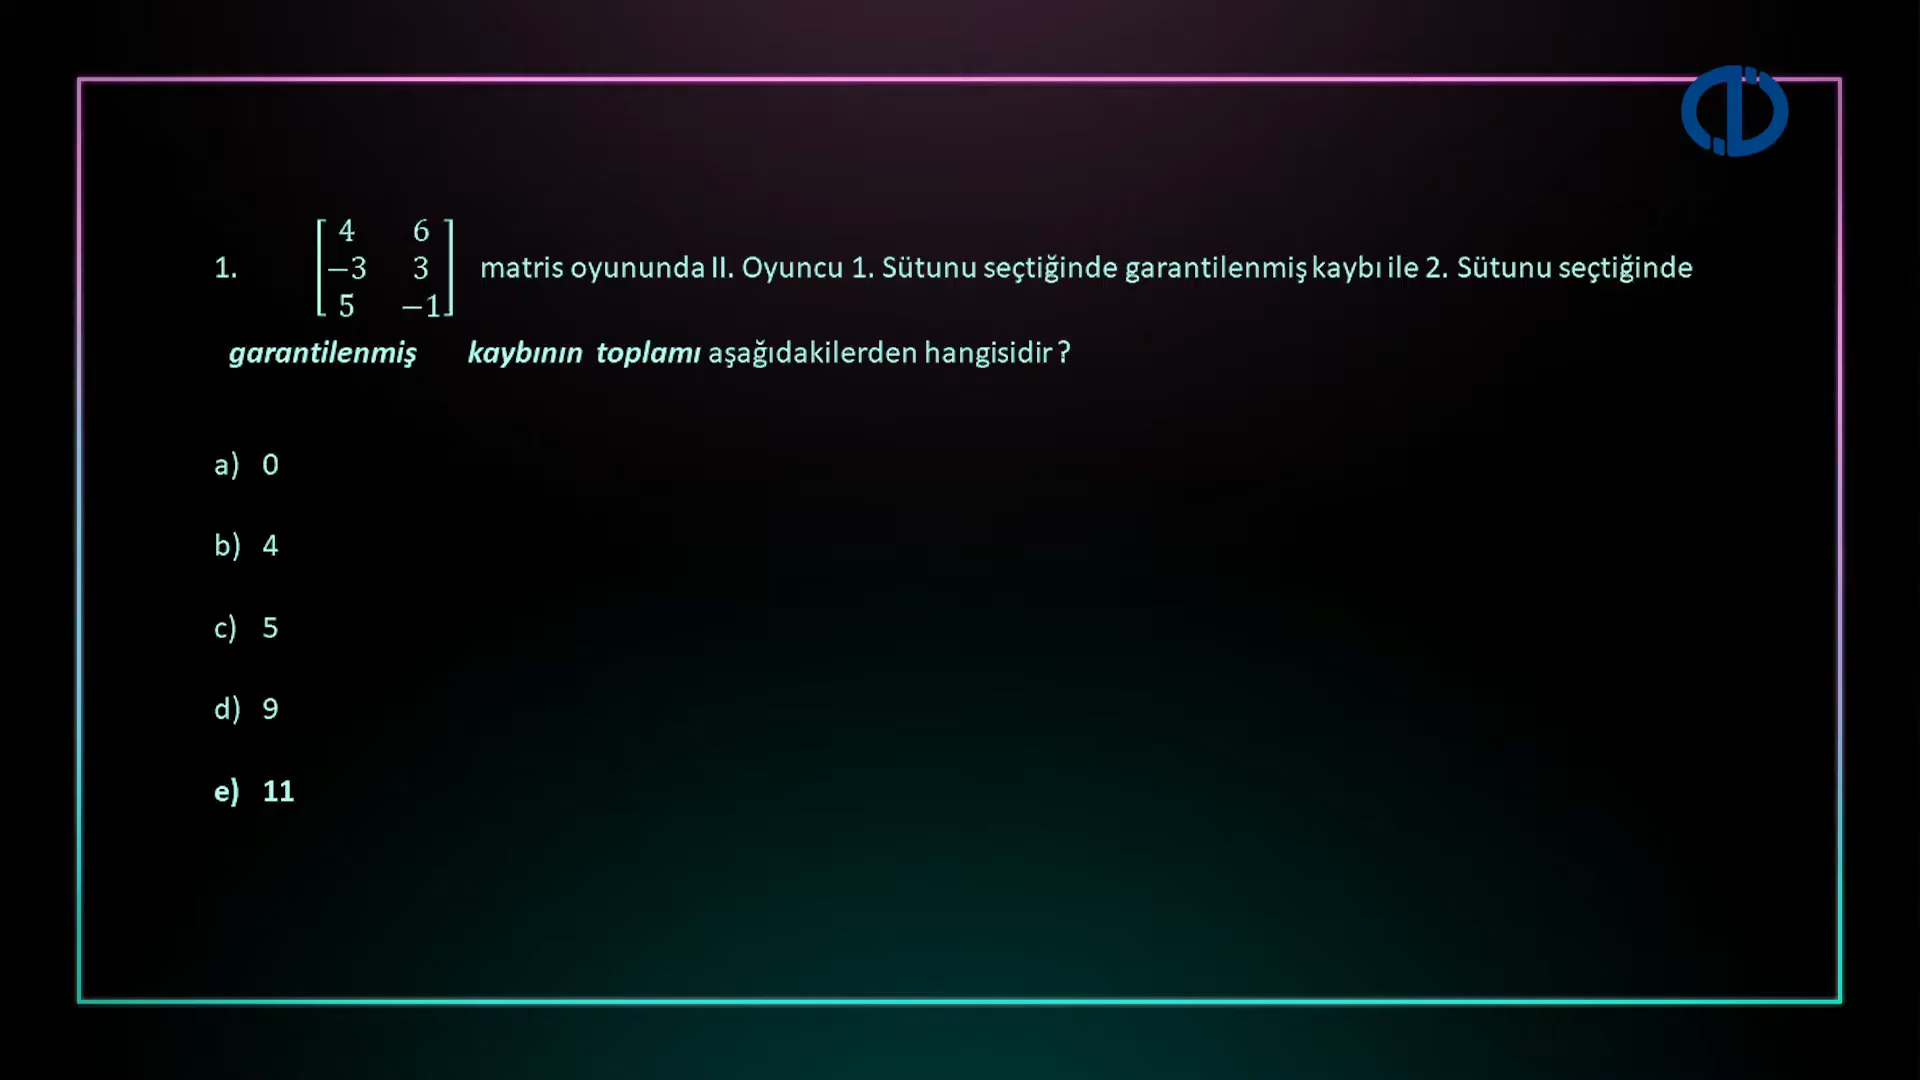 1. [4 6; −3 3; 5 −1] matris oyununda II. Oyuncu 1. Sütunu seçtiğinde garantilenmiş kaybı ile 2. Sütunu seçtiğinde
garantilenmiş kaybının toplamı aşağıdakilerden hangisidir?
a) 0
b) 4
c) 5
d) 9
e) 11